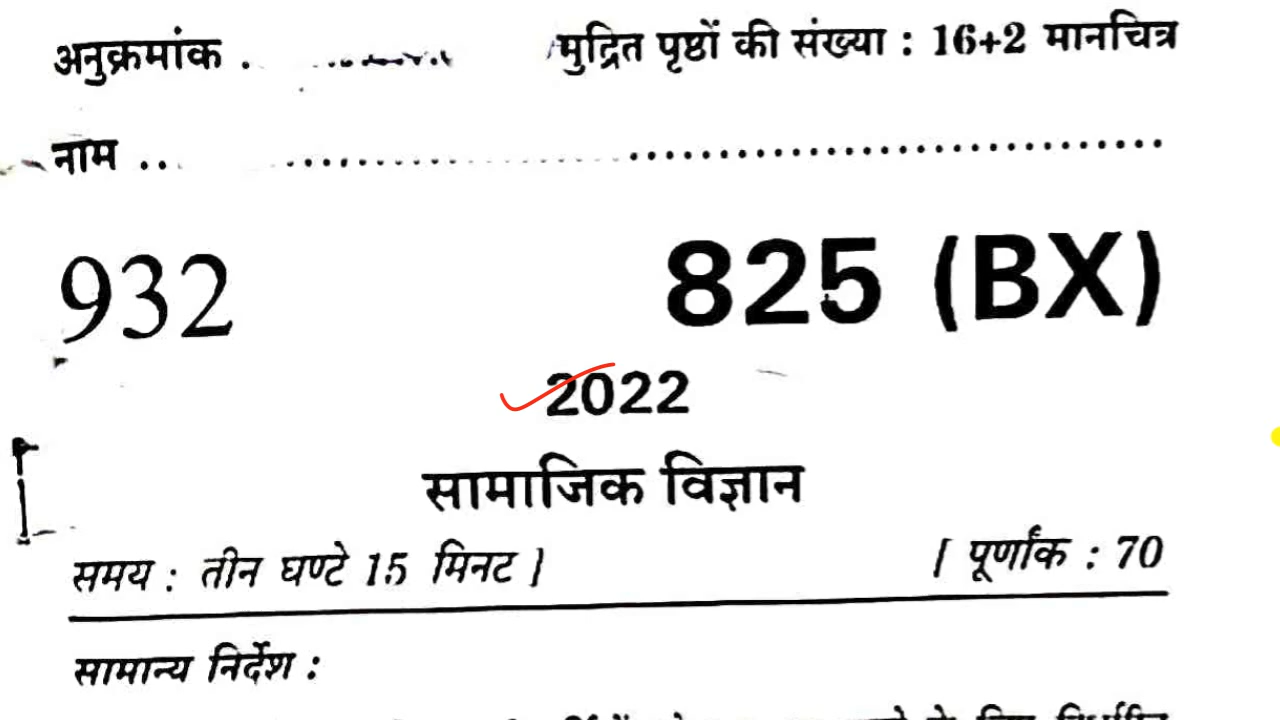 अनुक्रमांक . ........ मुद्रित पृष्ठों की संख्या : 16+2 मानचित्र
नाम .............................................
932 825 (BX)
2022
सामाजिक विज्ञान
समय : तीन घण्टे 15 मिनट ] [ पूर्णांक : 70
सामान्य निर्देश :